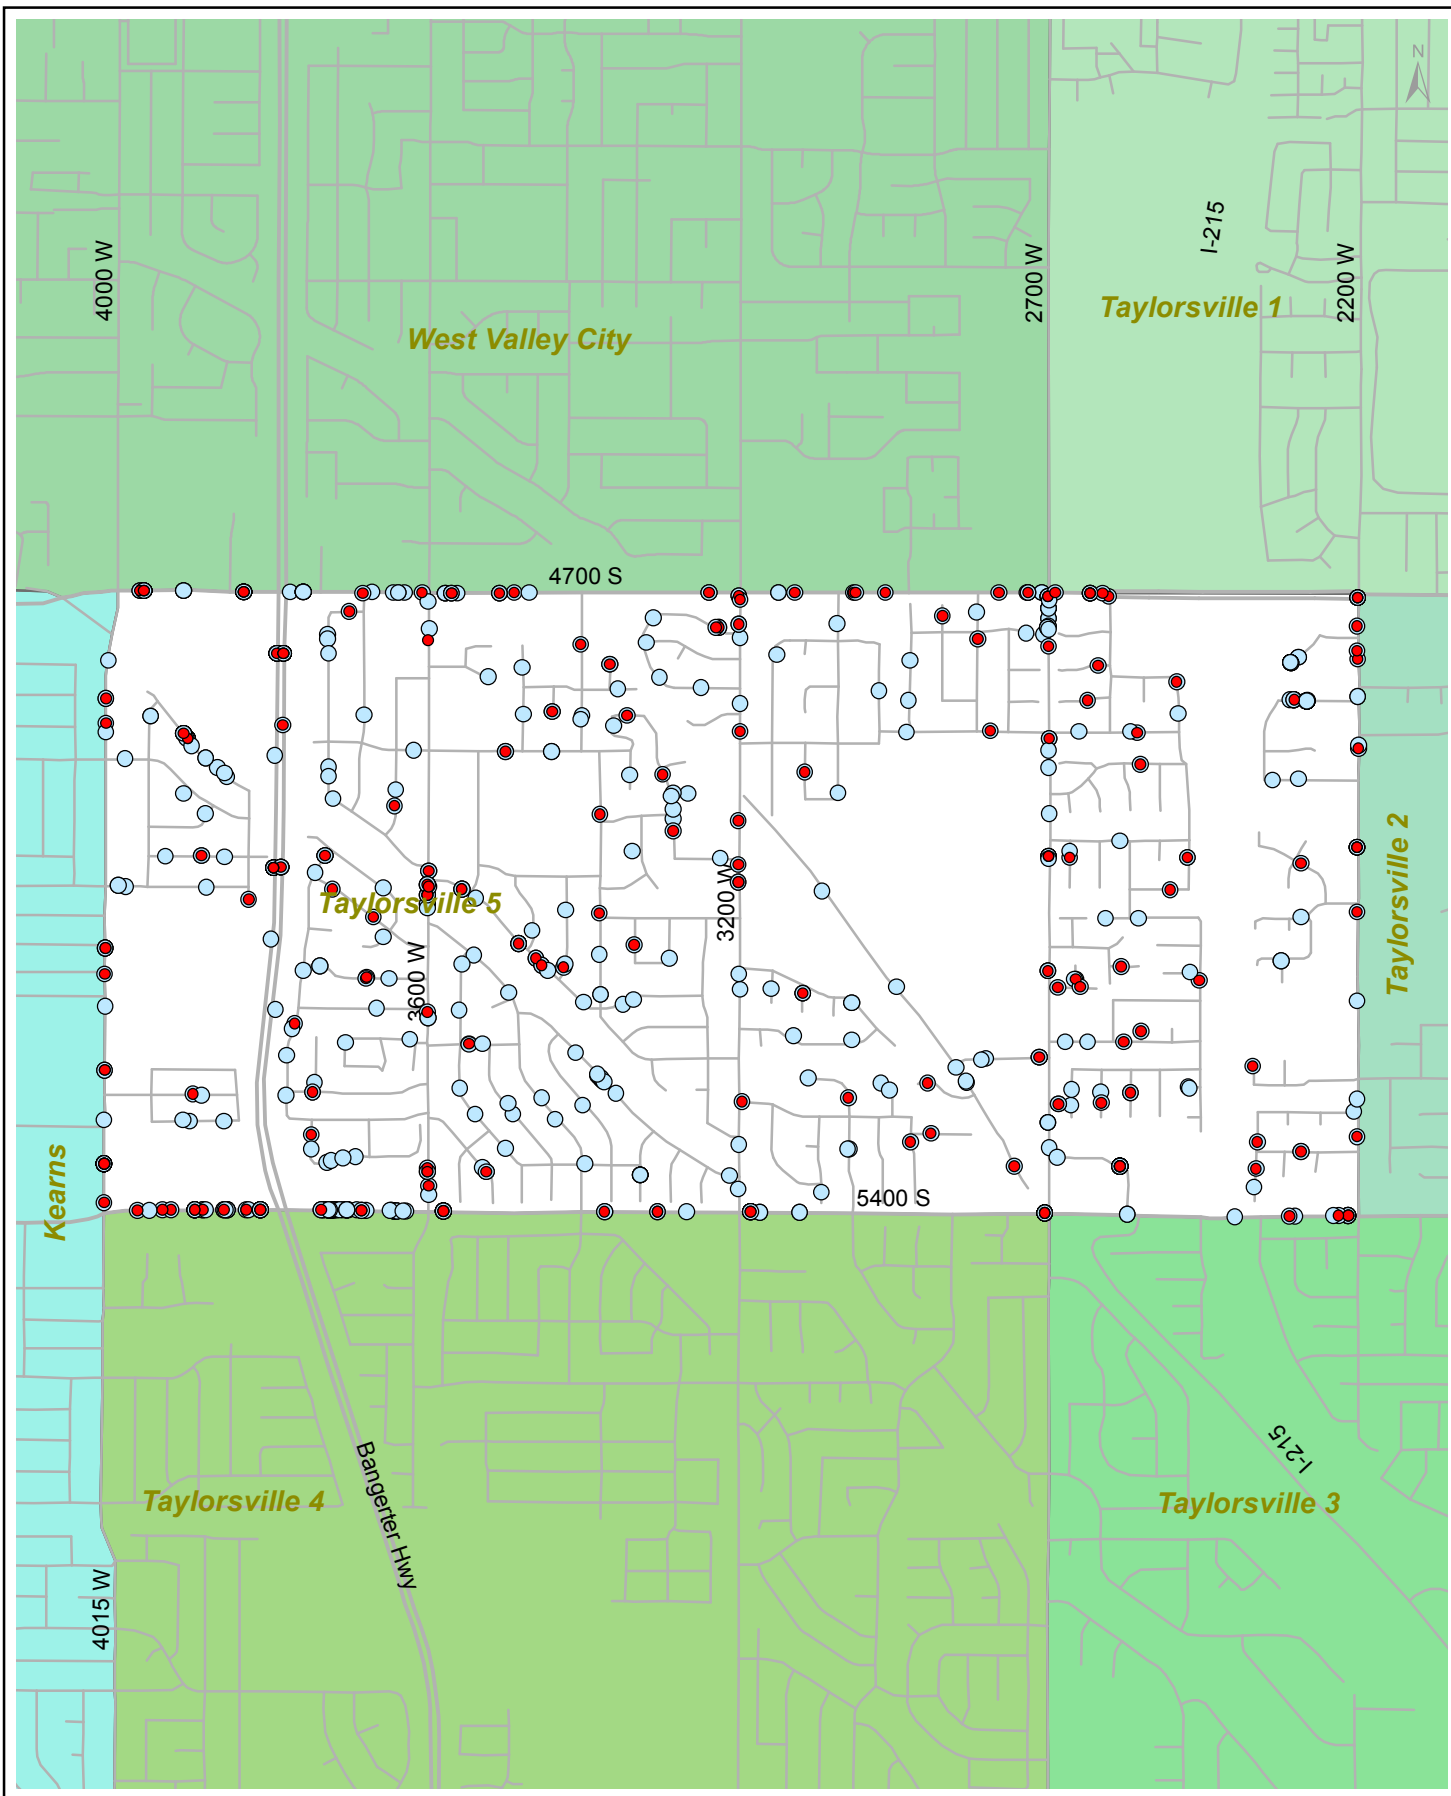 N
I-215
4000 W
2700 W
2200 W
Taylorsville 1
West Valley City
4700 S
Taylorsville 2
Taylorsville 5
3200 W
3600 W
Kearns
5400 S
I-215
Taylorsville 4
Taylorsville 3
Bangerter Hwy
4015 W